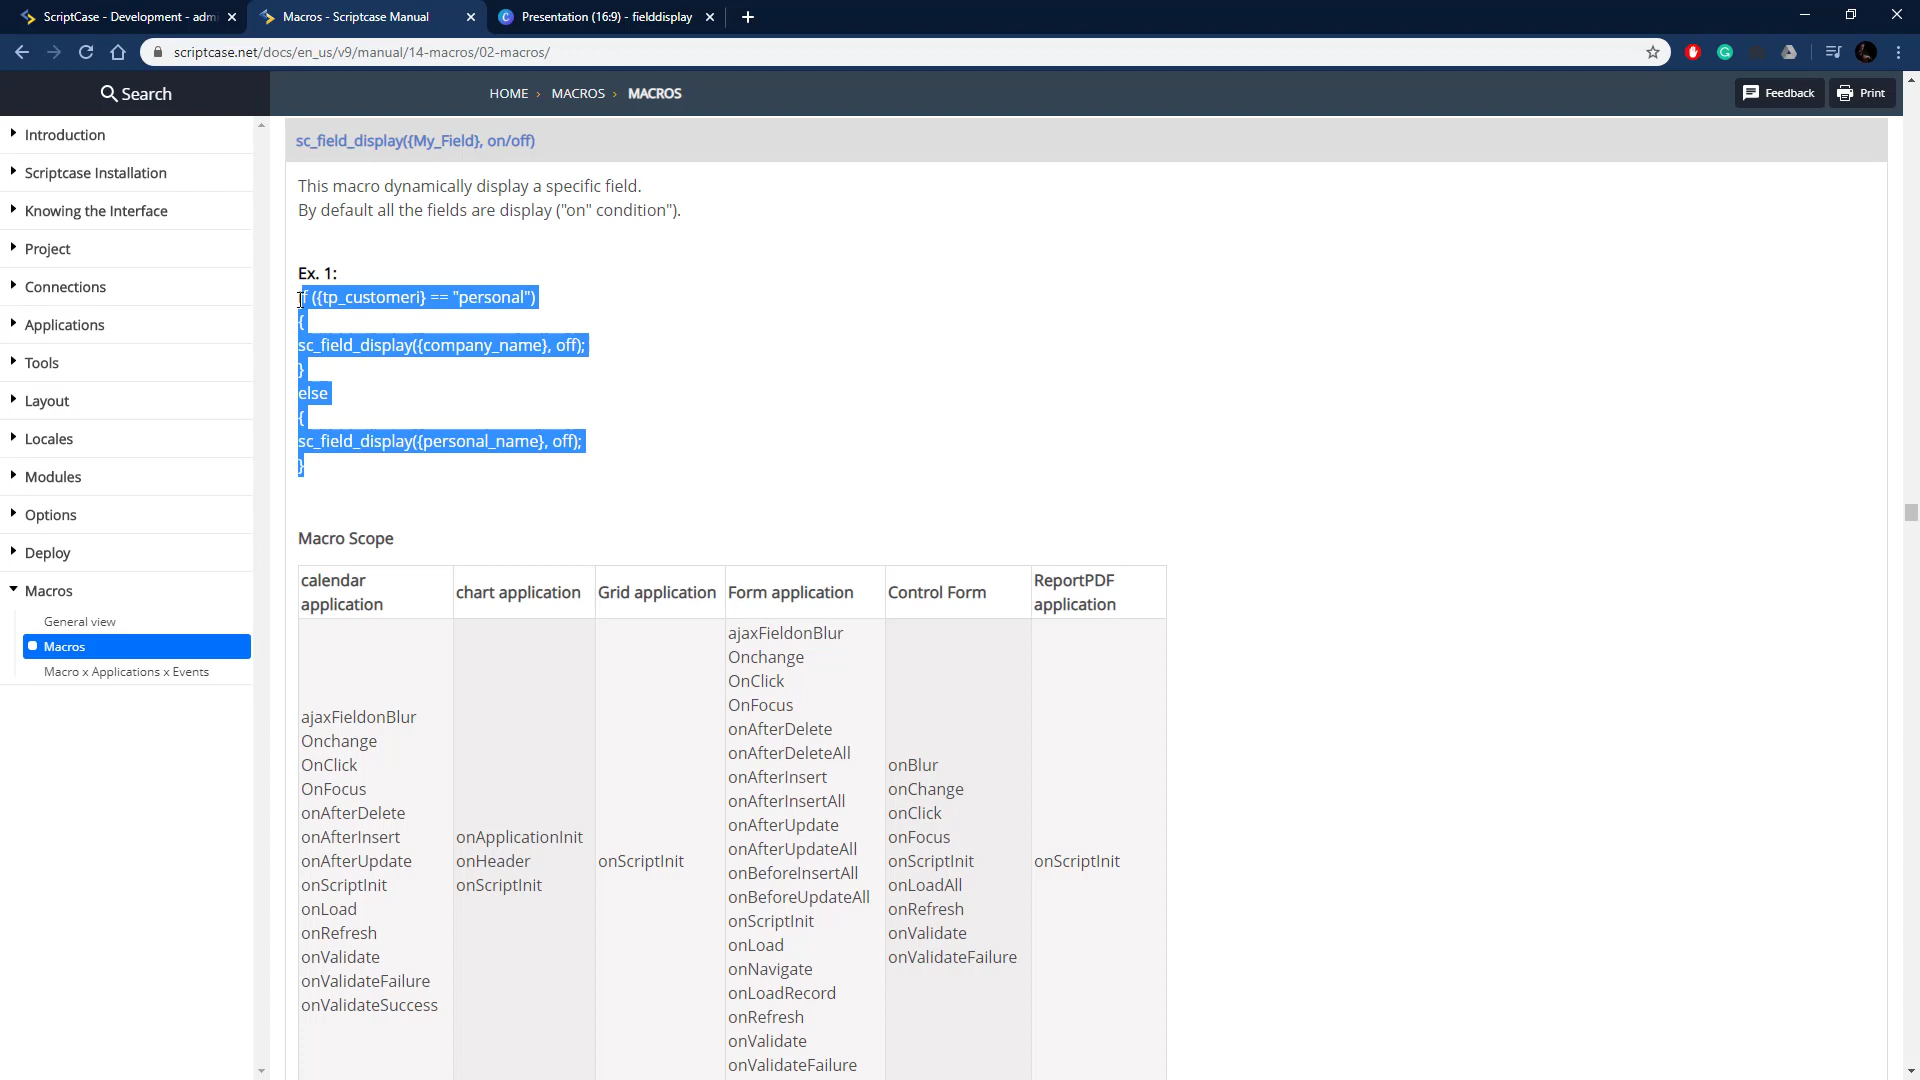 ScriptCase - Development - admi
Macros - Scriptcase Manual
Presentation (16:9) - fielddisplay
scriptcase.net/docs/en_us/v9/manual/14-macros/02-macros/
Search
HOME › MACROS › MACROS
Feedback
Print
Introduction
Scriptcase Installation
Knowing the Interface
Project
Connections
Applications
Tools
Layout
Locales
Modules
Options
Deploy
Macros
General view
Macros
Macro x Applications x Events
sc_field_display({My_Field}, on/off)
This macro dynamically display a specific field.
By default all the fields are display ("on" condition").
Ex. 1:
if ({tp_customeri} == "personal")
{
sc_field_display({company_name}, off);
}
else
{
sc_field_display({personal_name}, off);
}
Macro Scope
calendar
application
chart application
Grid application
Form application
Control Form
ReportPDF
application
ajaxFieldonBlur
Onchange
OnClick
OnFocus
onAfterDelete
onAfterInsert
onAfterUpdate
onScriptInit
onLoad
onRefresh
onValidate
onValidateFailure
onValidateSuccess
onApplicationInit
onHeader
onScriptInit
onScriptInit
ajaxFieldonBlur
Onchange
OnClick
OnFocus
onAfterDelete
onAfterDeleteAll
onAfterInsert
onAfterInsertAll
onAfterUpdate
onAfterUpdateAll
onBeforeInsertAll
onBeforeUpdateAll
onScriptInit
onLoad
onNavigate
onLoadRecord
onRefresh
onValidate
onValidateFailure
onBlur
onChange
onClick
onFocus
onScriptInit
onLoadAll
onRefresh
onValidate
onValidateFailure
onScriptInit